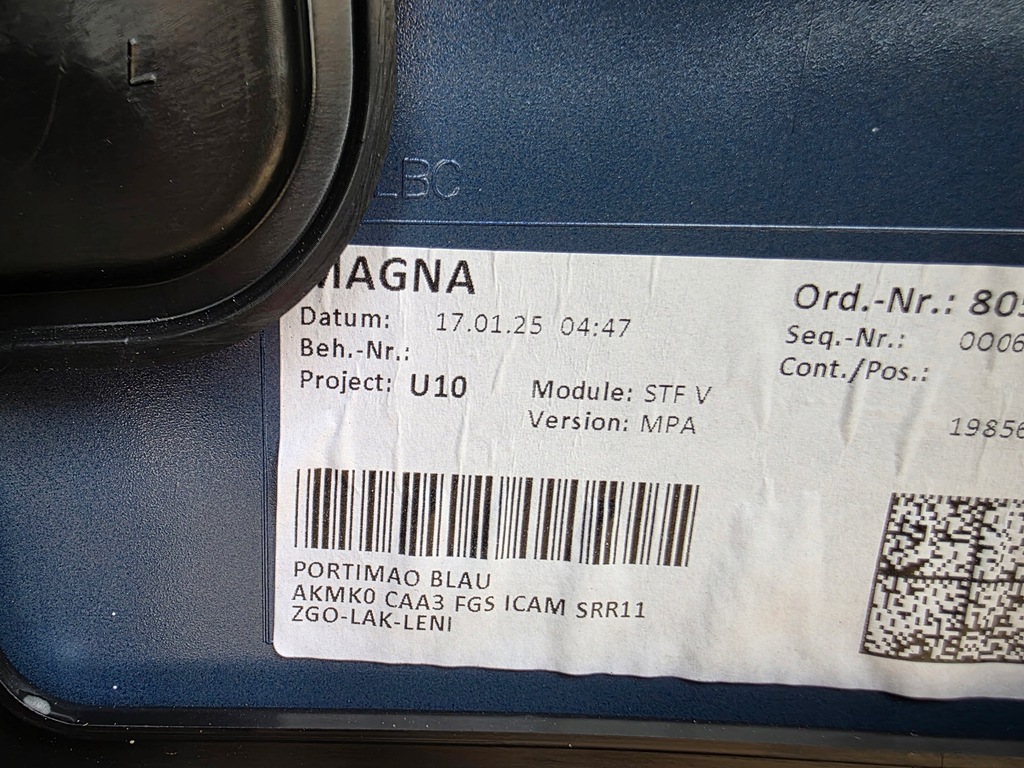 L
LBC
MAGNA
Datum: 17.01.25 04:47
Beh.-Nr.:
Project: U10
Module: STF V
Version: MPA
Ord.-Nr.: 80
Seq.-Nr.: 0006
Cont./Pos.:
19856
PORTIMAO BLAU
AKMK0 CAA3 FGS ICAM SRR11
ZGO-LAK-LENI